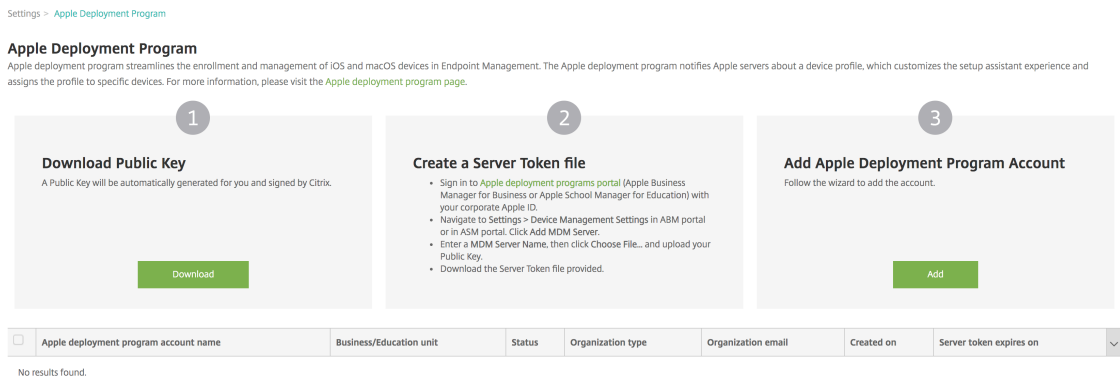 Settings > Apple Deployment Program
Apple Deployment Program
Apple deployment program streamlines the enrollment and management of iOS and macOS devices in Endpoint Management. The Apple deployment program notifies Apple servers about a device profile, which customizes the setup assistant experience and
assigns the profile to specific devices. For more information, please visit the Apple deployment program page.
1
Download Public Key
A Public Key will be automatically generated for you and signed by Citrix.
Download
2
Create a Server Token file
• Sign in to Apple deployment programs portal (Apple Business
Manager for Business or Apple School Manager for Education) with
your corporate Apple ID.
• Navigate to Settings > Device Management Settings in ABM portal
or in ASM portal. Click Add MDM Server.
• Enter a MDM Server Name, then click Choose File... and upload your
Public Key.
• Download the Server Token file provided.
3
Add Apple Deployment Program Account
Follow the wizard to add the account.
Add
Apple deployment program account name Business/Education unit Status Organization type Organization email Created on Server token expires on
No results found.